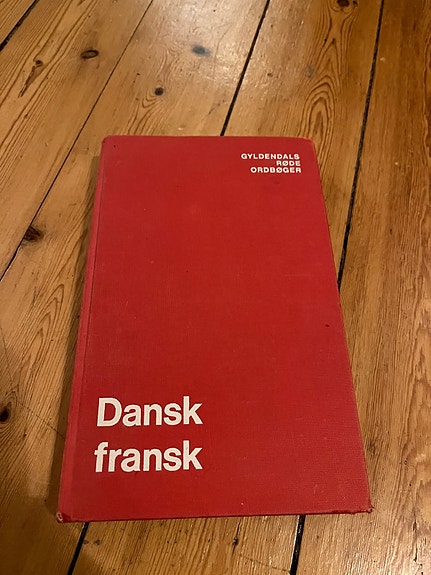 GYLDENDALS
RØDE
ORDBØGER
Dansk
fransk